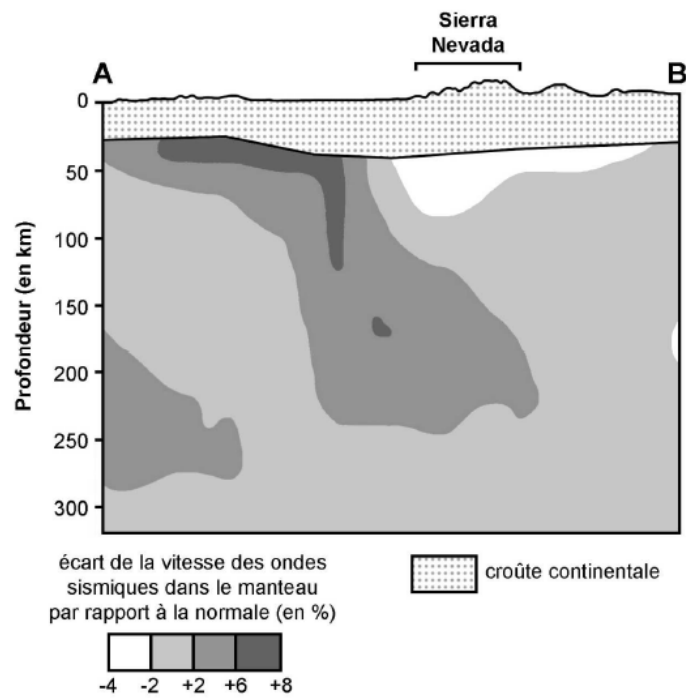 Sierra
Nevada
A
B
0
50
100
150
200
250
300
Profondeur (en km)
écart de la vitesse des ondes
sismiques dans le manteau
par rapport à la normale (en %)
-4 -2 +2 +6 +8
croûte continentale